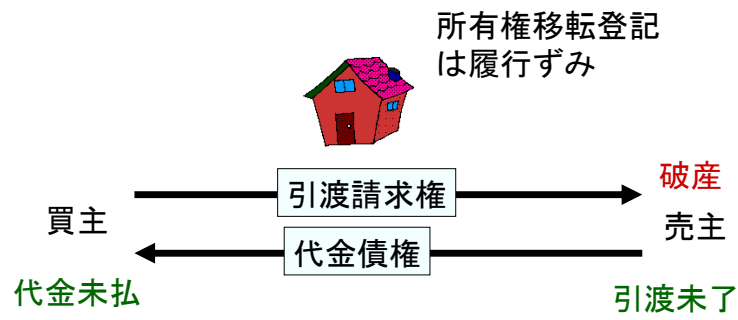 所有権移転登記
は履行ずみ
破産
引渡請求権
買主
売主
代金債権
代金未払
引渡未了